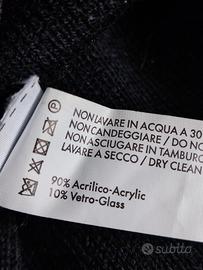 NON LAVARE IN ACQUA A 30
NON CANDEGGIARE / DO NO
NON ASCIUGARE IN TAMBURO
LAVARE A SECCO / DRY CLEAN
90% Acrilico-Acrylic
10% Vetro-Glass
P
subito